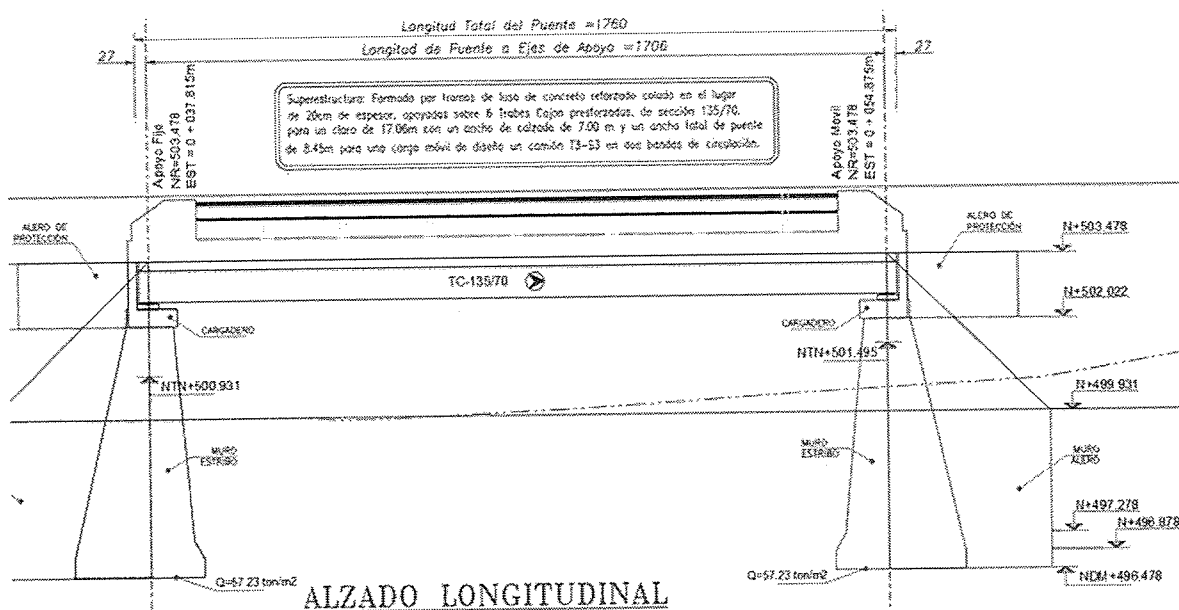 Longitud Total del Puente =1760
27
Longitud de Puente a Ejes de Apoyo =1706
27
Superestructura: Formado por tramos de losa de concreto reforzado colado en el lugar
de 20cm de espesor, apoyados sobre 6 Trabes Cajon presforzadas, de sección 135/70,
para un claro de 17.06m con un ancho de calzada de 7.00 m y un ancho total de puente
de 8.45m para una carga móvil de diseño un camión T3-S3 en dos bandas de circulación.
Apoyo Fijo
NR=503.478
EST = 0 + 037.815m
Apoyo Movil
NR=503.478
EST = 0 + 054.875m
ALERO DE
PROTECCIÓN
ALERO DE
PROTECCIÓN
N+503.478
TC-135/70
N+502.022
CARGADERO
CARGADERO
NTN+501.495
NTN+500.931
N+499.931
MURO
ESTRIBO
MURO
ESTRIBO
MURO
ALERO
N+497.278
N+496.878
Q=57.23 ton/m2
Q=57.23 ton/m2
NDM+496.478
ALZADO LONGITUDINAL